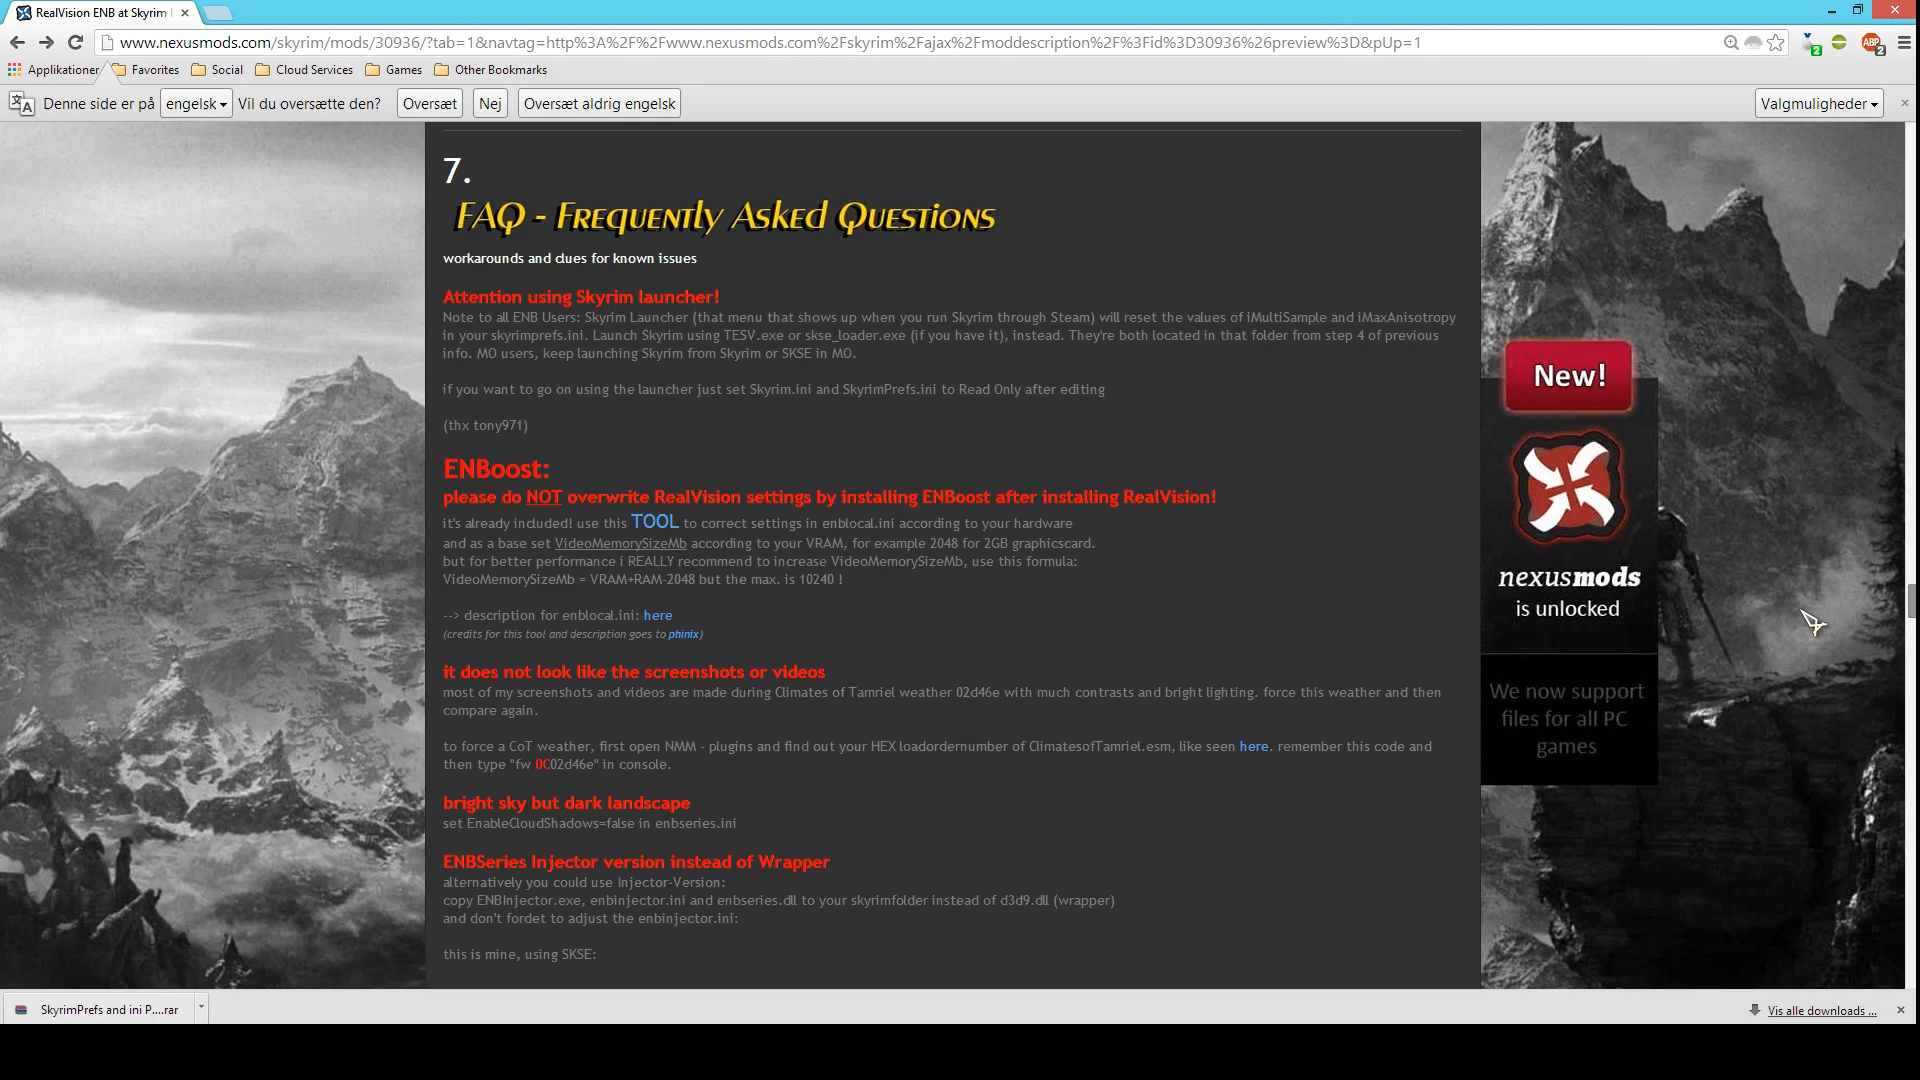 RealVision ENB at Skyrim
www.nexusmods.com/skyrim/mods/30936/?tab=1&navtag=http%3A%2F%2Fwww.nexusmods.com%2Fskyrim%2Fajax%2Fmoddescription%2F%3Fid%3D30936%26preview%3D&pUp=1
2
ABP
2
Applikationer
Favorites
Social
Cloud Services
Games
Other Bookmarks
Denne side er på engelsk Vil du oversætte den? Oversæt Nej Oversæt aldrig engelsk Valgmuligheder
7.
FAQ - Frequently Asked Questions
workarounds and clues for known issues
Attention using Skyrim launcher!
Note to all ENB Users: Skyrim Launcher (that menu that shows up when you run Skyrim through Steam) will reset the values of iMultiSample and iMaxAnisotropy
in your skyrimprefs.ini. Launch Skyrim using TESV.exe or skse_loader.exe (if you have it), instead. They're both located in that folder from step 4 of previous
info. MO users, keep launching Skyrim from Skyrim or SKSE in MO.
if you want to go on using the launcher just set Skyrim.ini and SkyrimPrefs.ini to Read Only after editing
(thx tony971)
ENBoost:
please do NOT overwrite RealVision settings by installing ENBoost after installing RealVision!
it's already included! use this TOOL to correct settings in enblocal.ini according to your hardware
and as a base set VideoMemorySizeMb according to your VRAM, for example 2048 for 2GB graphicscard.
but for better performance i REALLY recommend to increase VideoMemorySizeMb, use this formula:
VideoMemorySizeMb = VRAM+RAM-2048 but the max. is 10240 !
--> description for enblocal.ini: here
(credits for this tool and description goes to phinix)
it does not look like the screenshots or videos
most of my screenshots and videos are made during Climates of Tamriel weather 02d46e with much contrasts and bright lighting. force this weather and then
compare again.
to force a CoT weather, first open NMM - plugins and find out your HEX loadordernumber of ClimatesofTamriel.esm, like seen here. remember this code and
then type "fw 0C02d46e" in console.
bright sky but dark landscape
set EnableCloudShadows=false in enbseries.ini
ENBSeries Injector version instead of Wrapper
alternatively you could use Injector-Version:
copy ENBInjector.exe, enbinjector.ini and enbseries.dll to your skyrimfolder instead of d3d9.dll (wrapper)
and don't fordet to adjust the enbinjector.ini:
this is mine, using SKSE:
New!
nexusmods
is unlocked
We now support
files for all PC
games
SkyrimPrefs and ini P....rar
Vis alle downloads ...